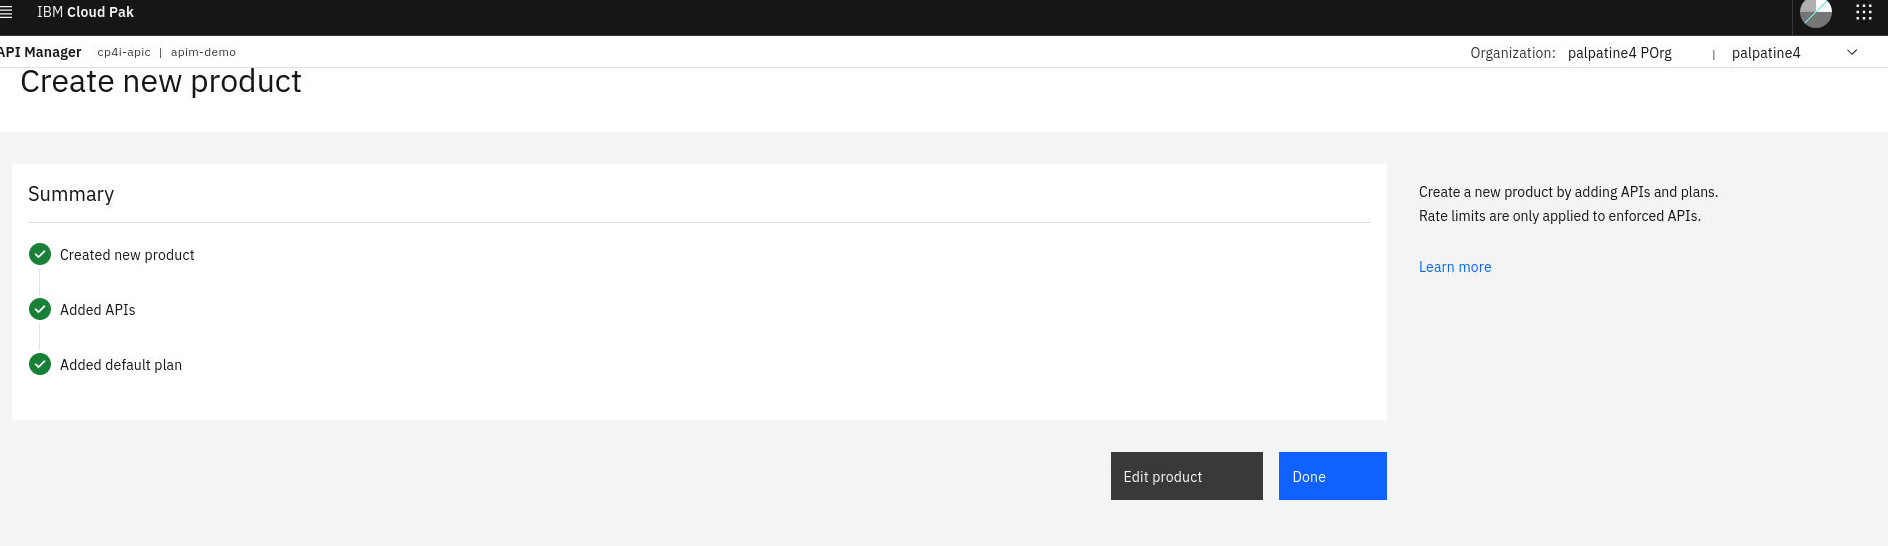 IBM Cloud Pak
API Manager cp4i-apic | apim-demo Organization: palpatine4 POrg | palpatine4
Create new product
Summary
Created new product
Added APIs
Added default plan
Create a new product by adding APIs and plans.
Rate limits are only applied to enforced APIs.
Learn more
Edit product Done